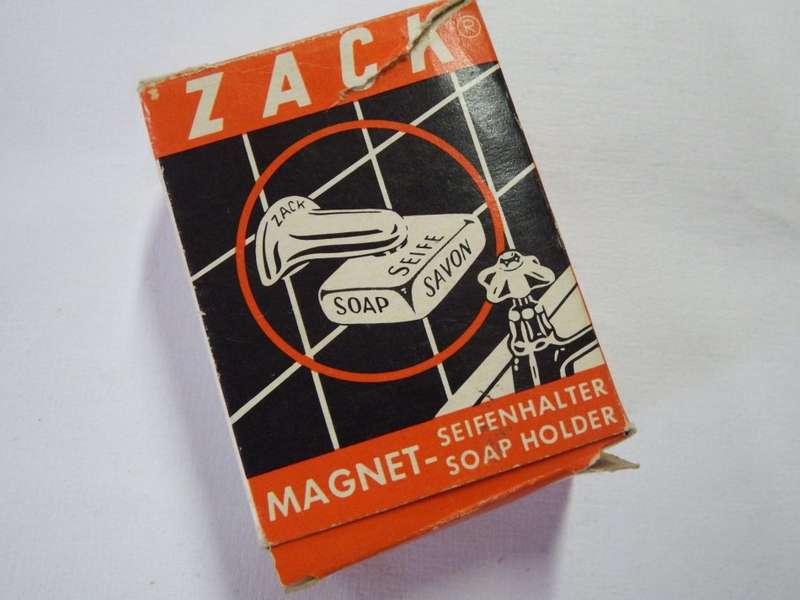 ZACK®
ZACK
SEIFE
SOAP
SAVON
MAGNET-
SEIFENHALTER
SOAP HOLDER